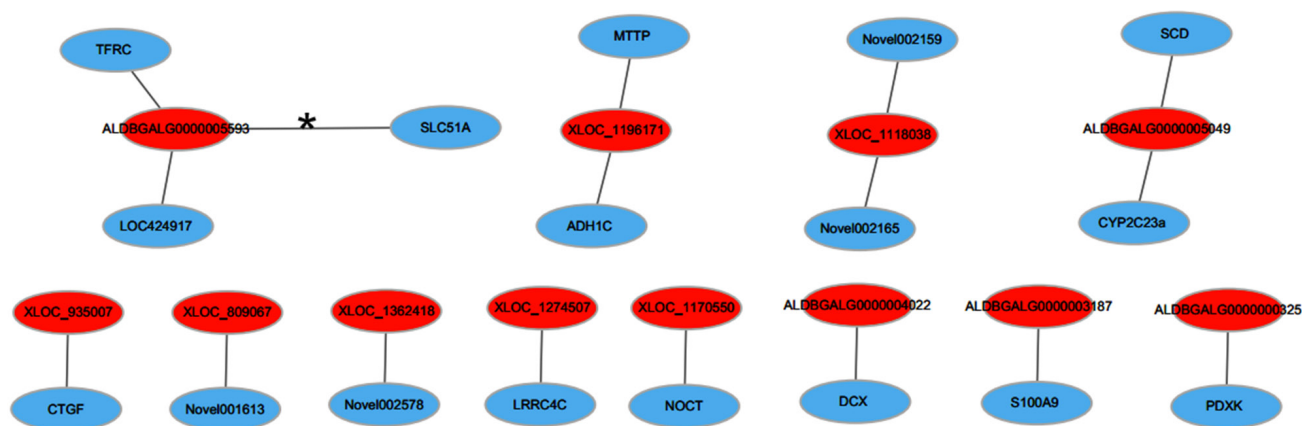 TFRC
MTTP
Novel002159
SCD
ALDBGALG0000005593
*
SLC51A
XLOC_1196171
XLOC_1118038
ALDBGALG0000005049
LOC424917
ADH1C
Novel002165
CYP2C23a
XLOC_935007
XLOC_809067
XLOC_1362418
XLOC_1274507
XLOC_1170550
ALDBGALG0000004022
ALDBGALG0000003187
ALDBGALG0000000325
CTGF
Novel001613
Novel002578
LRRC4C
NOCT
DCX
S100A9
PDXK